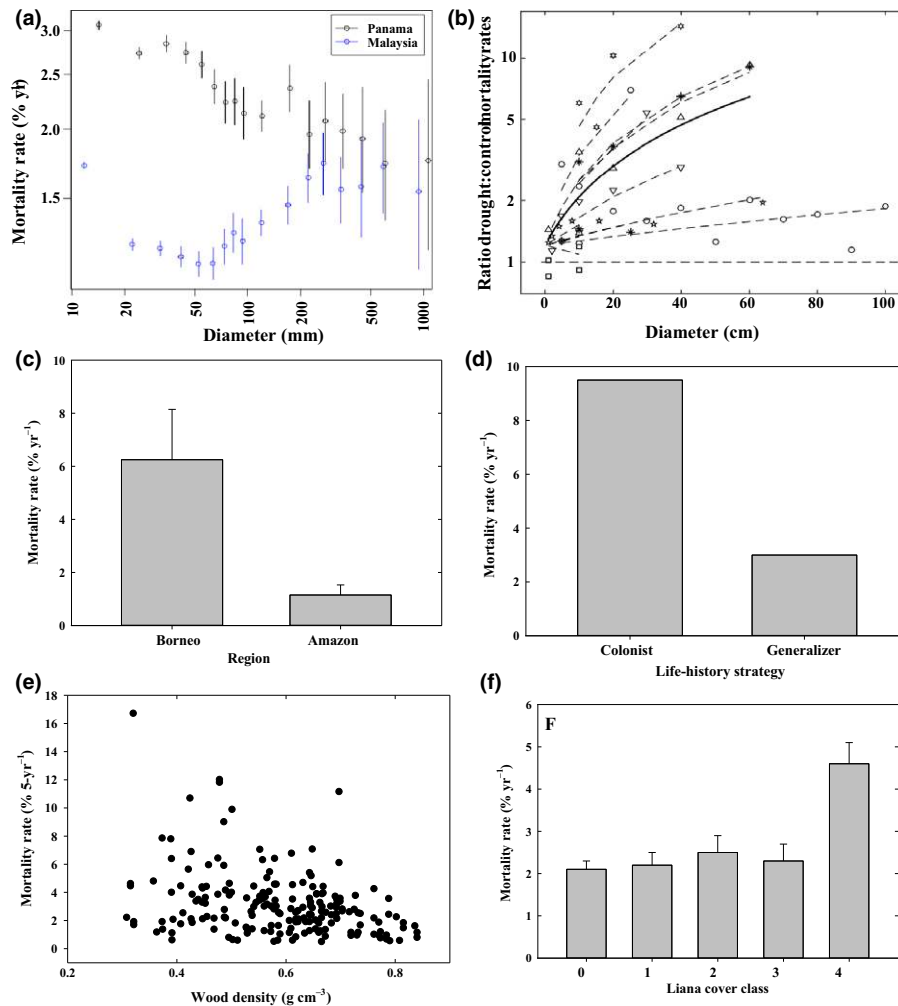 (a)
3.0
2.5
2.0
1.5
Mortality rate (% yr)
Panama
Malaysia
10
20
50
100
200
500
1000
Diameter (mm)
(b)
10
5
2
1
Ratio drought:control mortality rates
0
20
40
60
80
100
Diameter (cm)
(c)
10
8
6
4
2
0
Mortality rate (% yr⁻¹)
Borneo
Amazon
Region
(d)
10
8
6
4
2
0
Mortality rate (% yr⁻¹)
Colonist
Generalizer
Life-history strategy
(e)
18
16
14
12
10
8
6
4
2
0
Mortality rate (% 5-yr⁻¹)
0.2
0.4
0.6
0.8
Wood density (g cm⁻³)
(f)
F
6
5
4
3
2
1
0
Mortality rate (% yr⁻¹)
0
1
2
3
4
Liana cover class